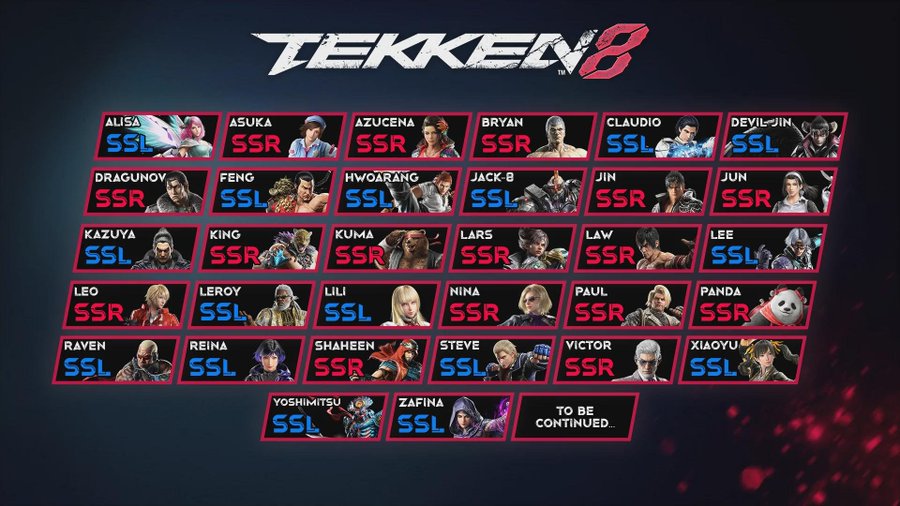 TEKKEN 8
TM
ALISA
SSL
ASUKA
SSR
AZUCENA
SSR
BRYAN
SSR
CLAUDIO
SSL
DEVIL JIN
SSL
DRAGUNOV
SSR
FENG
SSL
HWOARANG
SSL
JACK-8
SSL
JIN
SSR
JUN
SSR
KAZUYA
SSL
KING
SSR
KUMA
SSR
LARS
SSR
LAW
SSR
LEE
SSL
LEO
SSR
LEROY
SSL
LILI
SSL
NINA
SSR
PAUL
SSR
PANDA
SSR
RAVEN
SSL
REINA
SSL
SHAHEEN
SSR
STEVE
SSL
VICTOR
SSR
XIAOYU
SSL
YOSHIMITSU
SSL
ZAFINA
SSL
TO BE
CONTINUED...